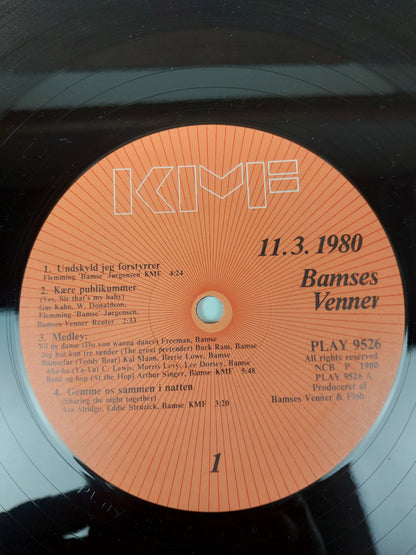 KMF
11.3.1980
Bamses
Venner
1. Undskyld jeg forstyrrer
Flemming 'Bamse' Jørgensen KMF 4:24
2. Kære publikummer
(Yes, Sir that's my baby)
Gus Kahn, W. Donaldson,
Flemming 'Bamse' Jørgensen,
Bamses Venner Reuter. 2:33
3. Medley:
Vil du danse (Do you wanna dance) Freeman, Bamse
Jeg har kun tre tænder (The great pretender) Buck Ram, Bamse
Bamsefar (Teddy Bear) Kal Mann, Bernie Lowe, Bamse
Aha-ha (Ya-Ya) C. Lewis, Morris Levy, Lee Dorsey, Bamse
Rend og hop (At the Hop) Arthur Singer, Bamse KMF 5:48
4. Gemme os sammen i natten
(Sharing the night together)
Ava Alridge, Eddie Struzick, Bamse KMF 3:20
PLAY 9526
All rights reserved
NCB P. 1980
PLAY 9526 A
Produceret af
Bamses Venner & Floh
1